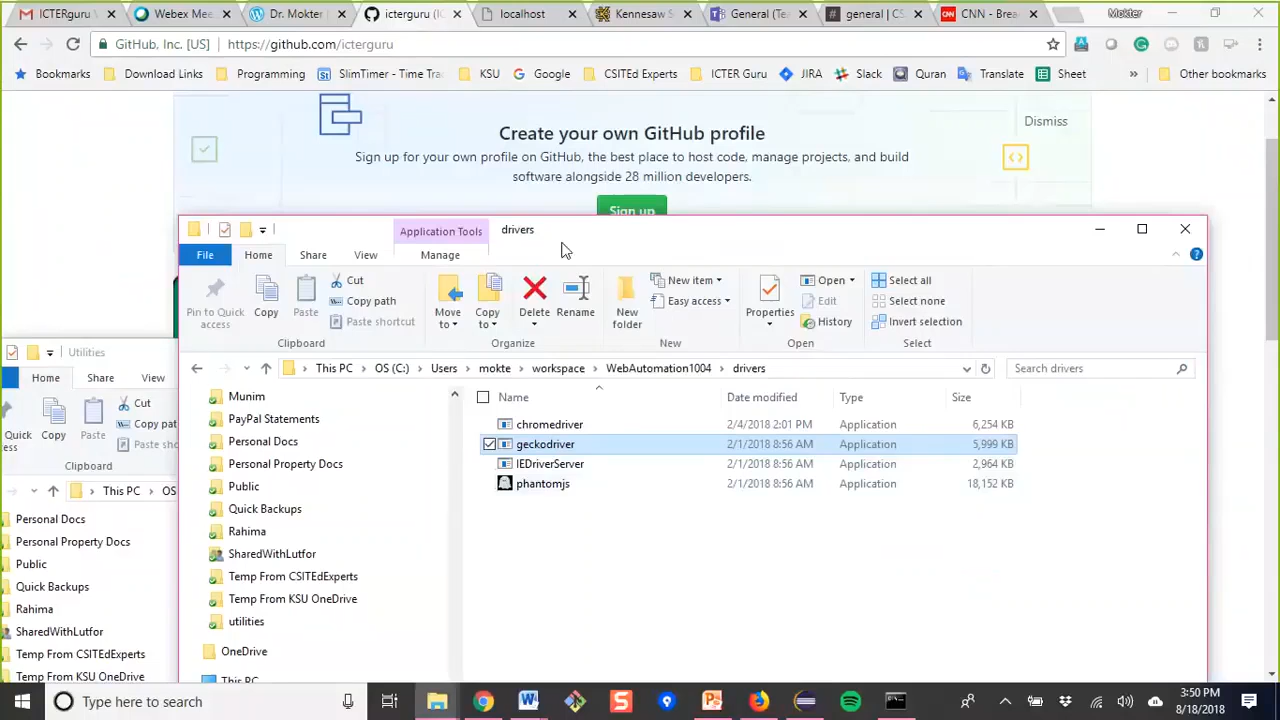 ICTERguru
Webex Mee
Dr. Mokter
icterguru (IC
localhost
Kennesaw S
General (Tea
general | CS
CNN - Brea
Mokter
GitHub, Inc. [US] https://github.com/icterguru
Bookmarks Download Link Programming SlimTimer - Time Tra KSU Google CSITEd Experts ICTER Guru JIRA Slack Quran Translate Sheet » Other bookmarks
Create your own GitHub profile
Dismiss
Sign up for your own profile on GitHub, the best place to host code, manage projects, and build
software alongside 28 million developers.
Sign up
Application Tools drivers
File Home Share View Manage
Pin to Quick access
Copy
Paste
Cut
Copy path
Paste shortcut
Clipboard
Move to
Copy to
Delete
Rename
Organize
New folder
New item
Easy access
New
Properties
Open
Edit
History
Open
Select all
Select none
Invert selection
Select
This PC > OS (C:) > Users > mokte > workspace > WebAutomation1004 > drivers
Search drivers
Munim
PayPal Statements
Personal Docs
Personal Property Docs
Public
Quick Backups
Rahima
SharedWithLutfor
Temp From CSITEdExperts
Temp From KSU OneDrive
utilities
OneDrive
This PC
Name Date modified Type Size
chromedriver 2/4/2018 2:01 PM Application 6,254 KB
geckodriver 2/1/2018 8:56 AM Application 5,999 KB
IEDriverServer 2/1/2018 8:56 AM Application 2,964 KB
phantomjs 2/1/2018 8:56 AM Application 18,152 KB
Utilities
Home Share View
Quick
ccess
Copy
Paste
Cut
Copy pat
Paste sho
Clipboard
This PC > OS
Personal Docs
Personal Property Docs
Public
Quick Backups
Rahima
SharedWithLutfor
Temp From CSITEdExperts
Temp From KSU OneDrive
Type here to search
3:50 PM
8/18/2018